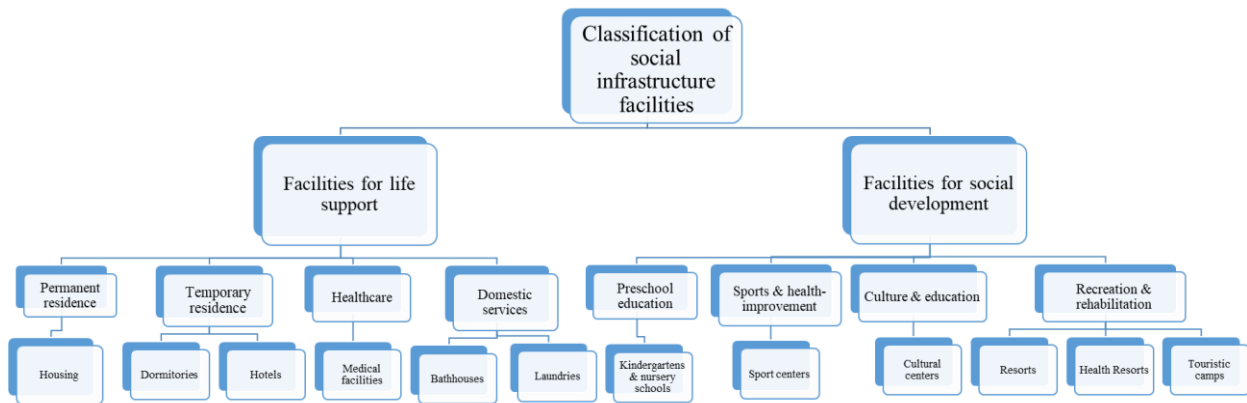 Classification of
social
infrastructure
facilities
Facilities for life
support
Facilities for social
development
Permanent
residence
Temporary
residence
Healthcare
Domestic
services
Preschool
education
Sports & health-
improvement
Culture & education
Recreation &
rehabilitation
Housing
Dormitories
Hotels
Medical
facilities
Bathhouses
Laundries
Kindergartens
& nursery
schools
Sport centers
Cultural
centers
Resorts
Health Resorts
Touristic
camps